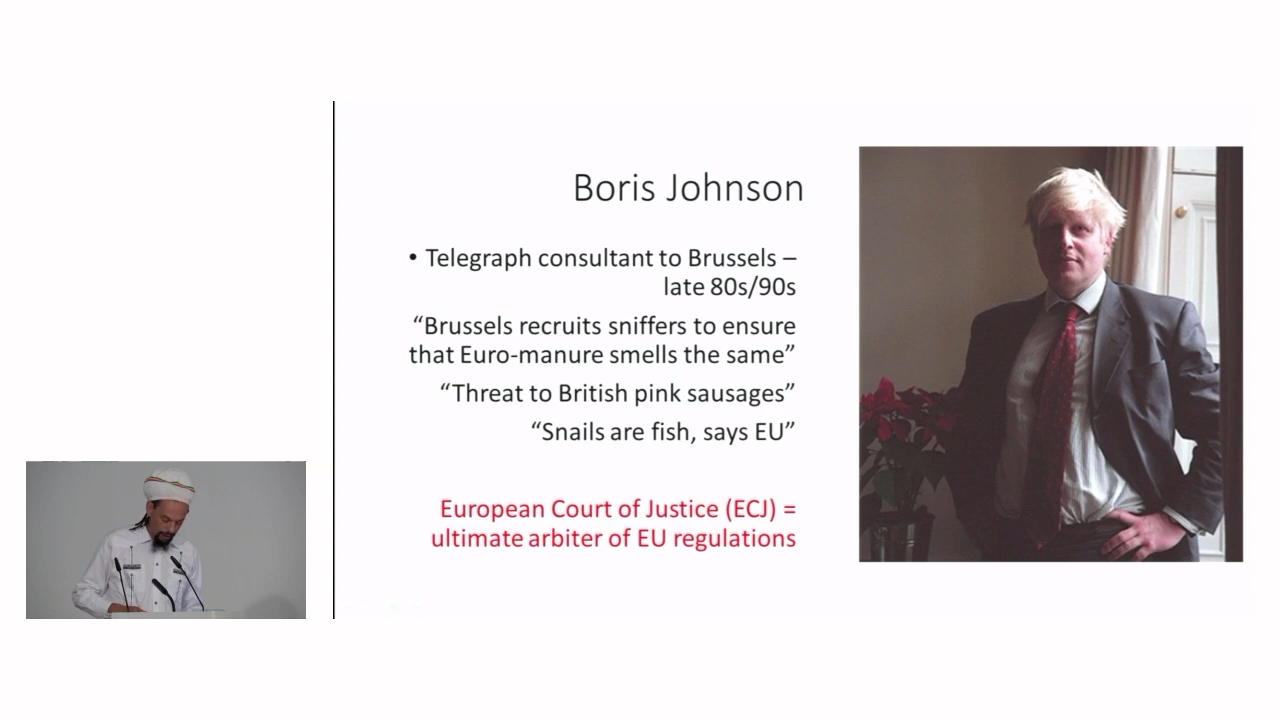 Boris Johnson
• Telegraph consultant to Brussels –
late 80s/90s
“Brussels recruits sniffers to ensure
that Euro-manure smells the same”
“Threat to British pink sausages”
“Snails are fish, says EU”
European Court of Justice (ECJ) =
ultimate arbiter of EU regulations